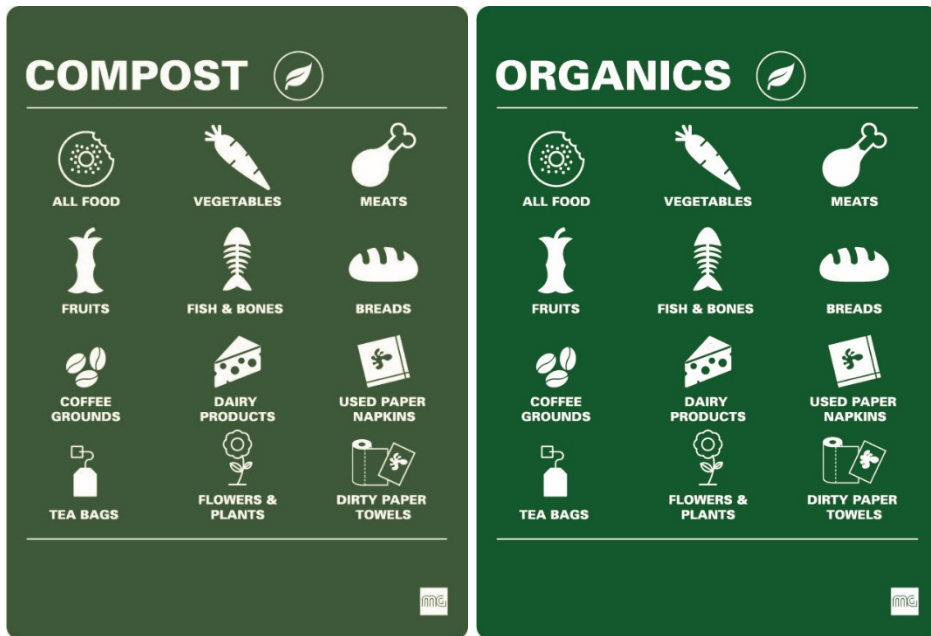 COMPOST
ALL FOOD
VEGETABLES
MEATS
FRUITS
FISH & BONES
BREADS
COFFEE
GROUNDS
DAIRY
PRODUCTS
USED PAPER
NAPKINS
TEA BAGS
FLOWERS &
PLANTS
DIRTY PAPER
TOWELS
mG
ORGANICS
ALL FOOD
VEGETABLES
MEATS
FRUITS
FISH & BONES
BREADS
COFFEE
GROUNDS
DAIRY
PRODUCTS
USED PAPER
NAPKINS
TEA BAGS
FLOWERS &
PLANTS
DIRTY PAPER
TOWELS
mG